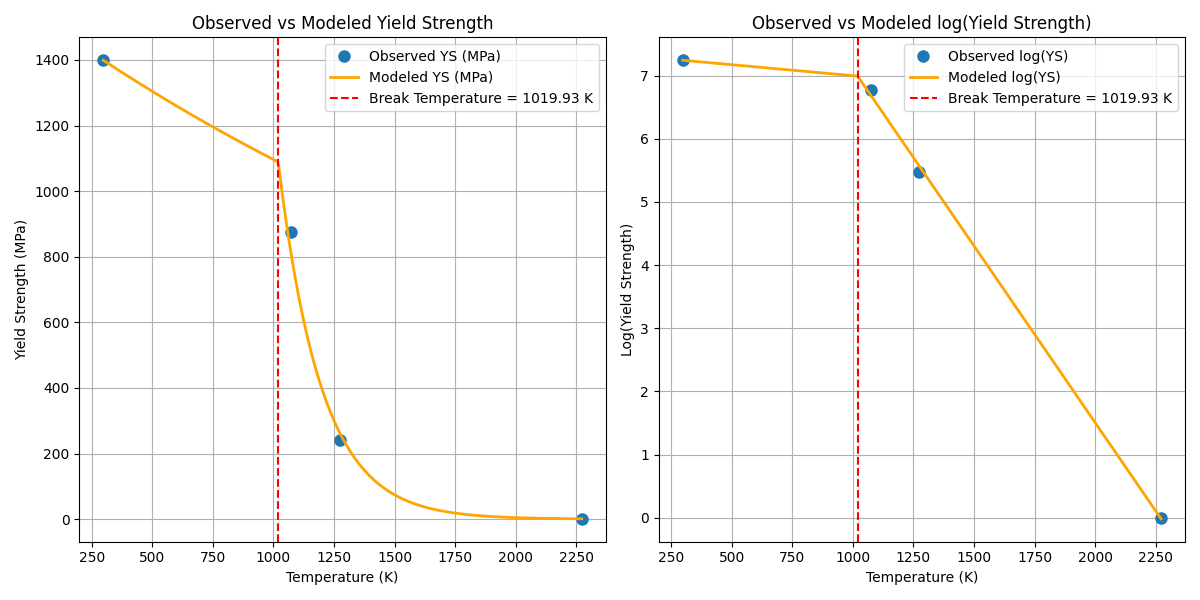 Observed vs Modeled Yield Strength
Yield Strength (MPa)
1400
1200
1000
800
600
400
200
0
Observed YS (MPa)
Modeled YS (MPa)
Break Temperature = 1019.93 K
250 500 750 1000 1250 1500 1750 2000 2250
Temperature (K)
Observed vs Modeled log(Yield Strength)
Log(Yield Strength)
7
6
5
4
3
2
1
0
Observed log(YS)
Modeled log(YS)
Break Temperature = 1019.93 K
250 500 750 1000 1250 1500 1750 2000 2250
Temperature (K)